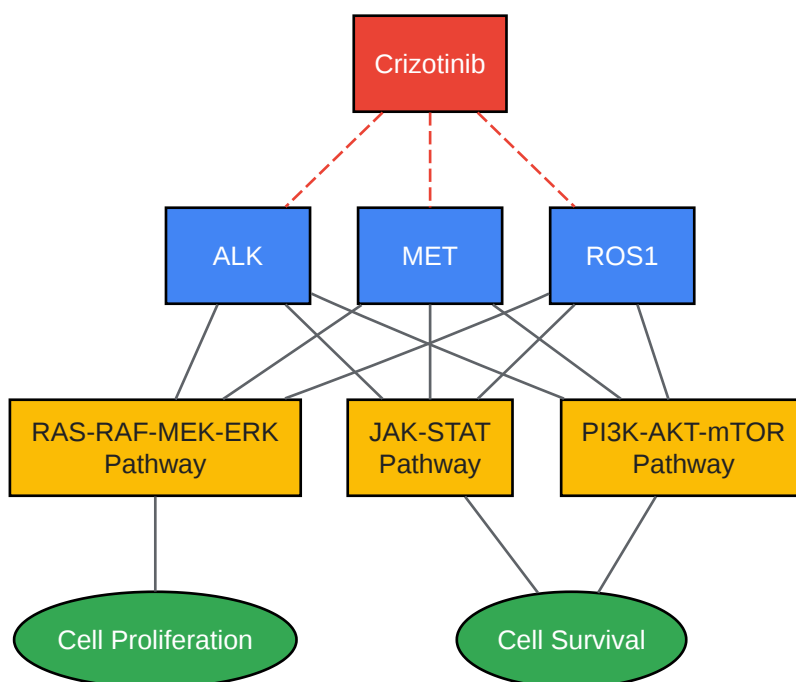 Crizotinib
ALK
MET
ROS1
RAS-RAF-MEK-ERK
Pathway
JAK-STAT
Pathway
PI3K-AKT-mTOR
Pathway
Cell Proliferation
Cell Survival